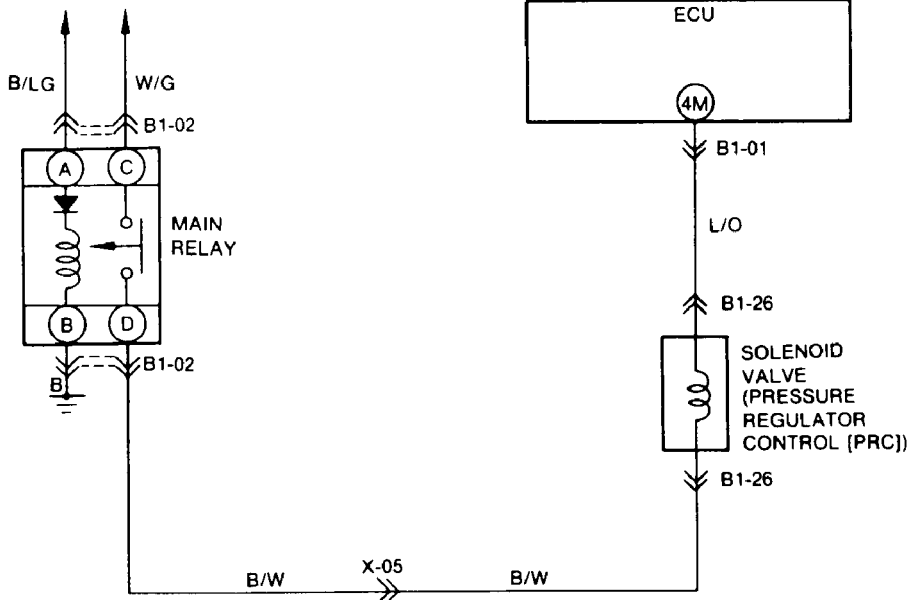 ECU
4M
B1-01
L/O
B1-26
SOLENOID
VALVE
(PRESSURE
REGULATOR
CONTROL [PRC])
B1-26
B/LG
W/G
B1-02
A
C
MAIN
RELAY
B
D
B1-02
B
B/W
X-05
B/W